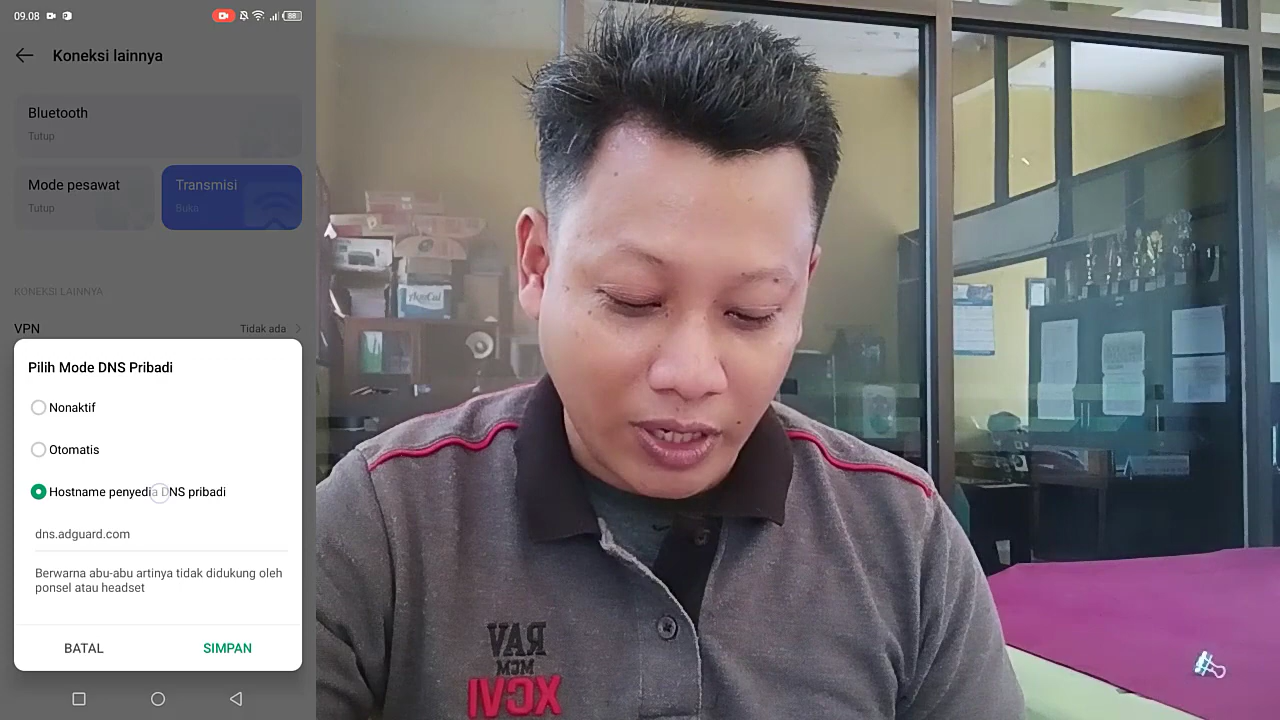 09.08
88
Koneksi lainnya
Bluetooth
Tutup
Mode pesawat
Tutup
Transmisi
Buka
KONEKSI LAINNYA
VPN
Tidak ada
Pilih Mode DNS Pribadi
Nonaktif
Otomatis
Hostname penyedia DNS pribadi
dns.adguard.com
Berwarna abu-abu artinya tidak didukung oleh
ponsel atau headset
BATAL
SIMPAN
VAR
MCM
XCVI